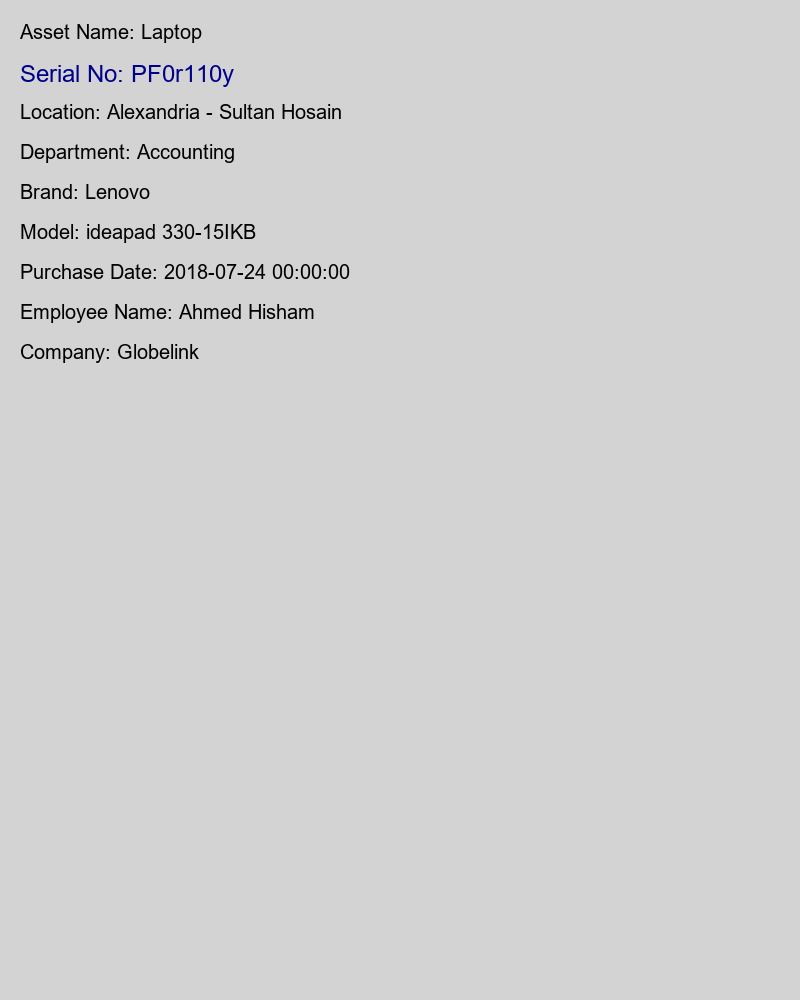 Asset Name: Laptop
Serial No: PF0r110y
Location: Alexandria - Sultan Hosain
Department: Accounting
Brand: Lenovo
Model: ideapad 330-15IKB
Purchase Date: 2018-07-24 00:00:00
Employee Name: Ahmed Hisham
Company: Globelink